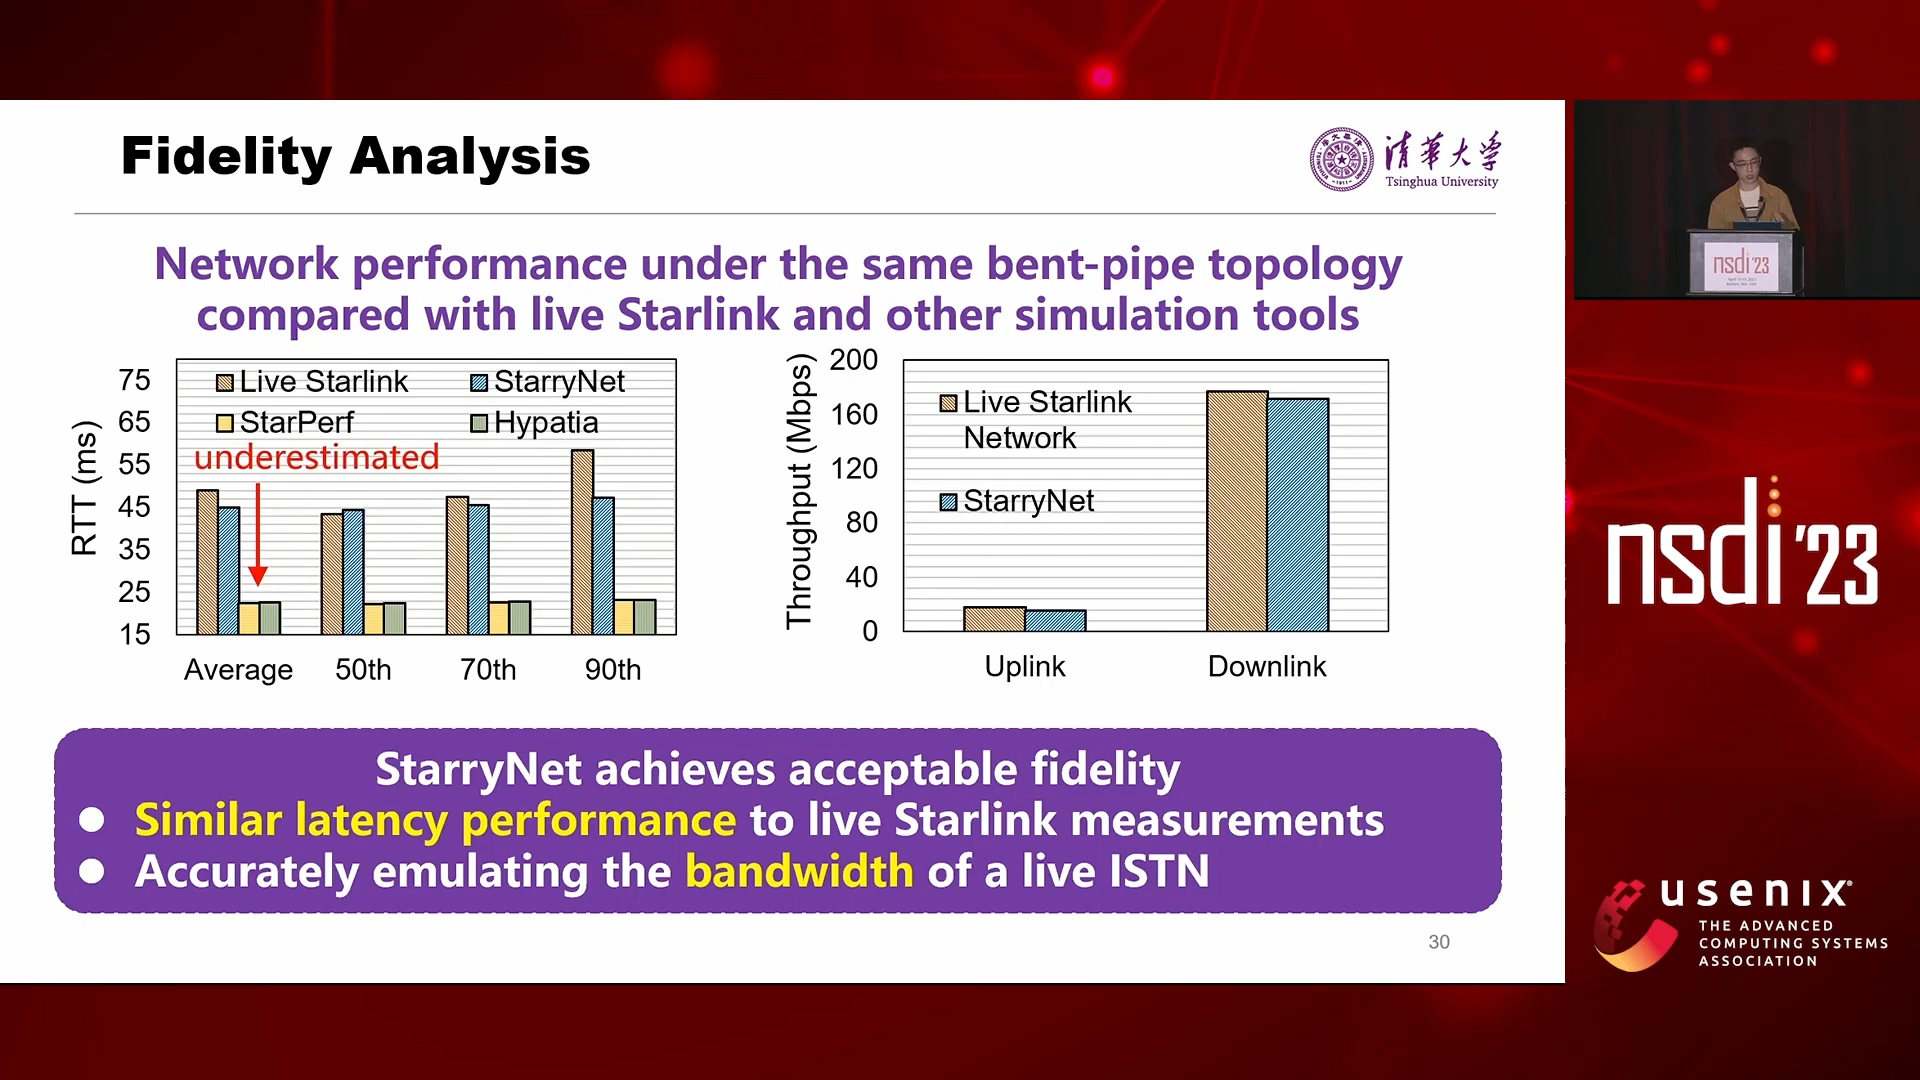 Fidelity Analysis
清华大学
Tsinghua University
Network performance under the same bent-pipe topology
compared with live Starlink and other simulation tools
RTT (ms)
75
65
55
45
35
25
15
Live Starlink
StarryNet
StarPerf
Hypatia
underestimated
Average
50th
70th
90th
Throughput (Mbps)
200
160
120
80
40
0
Live Starlink
Network
StarryNet
Uplink
Downlink
StarryNet achieves acceptable fidelity
● Similar latency performance to live Starlink measurements
● Accurately emulating the bandwidth of a live ISTN
30
nsdi '23
nsdi '23
usenix®
THE ADVANCED
COMPUTING SYSTEMS
ASSOCIATION